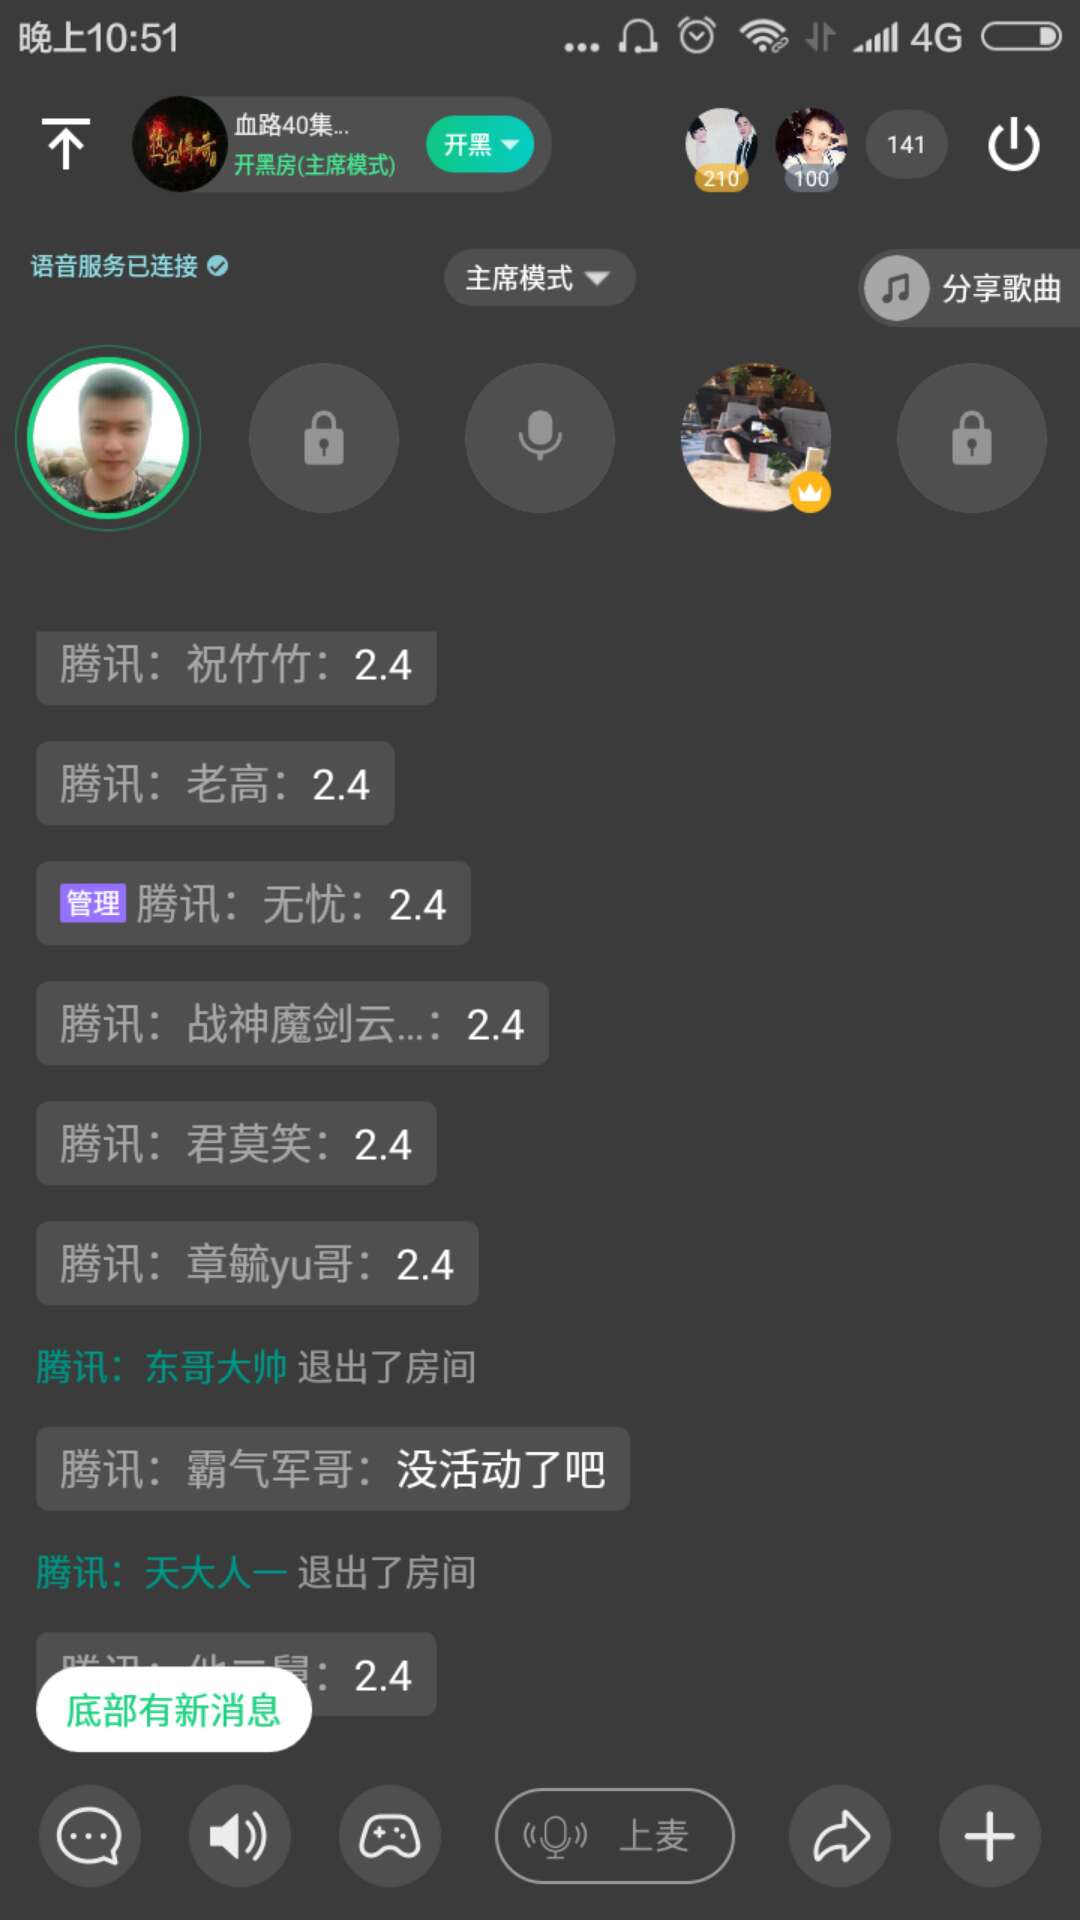 晚上10:51
4G
热血传奇
血路40集...
开黑房(主席模式)
开黑
210
100
141
语音服务已连接
主席模式
分享歌曲
腾讯：祝竹竹：2.4
腾讯：老高：2.4
管理 腾讯：无忧：2.4
腾讯：战神魔剑云...：2.4
腾讯：君莫笑：2.4
腾讯：章毓yu哥：2.4
腾讯：东哥大帅 退出了房间
腾讯：霸气军哥：没活动了吧
腾讯：天大人一 退出了房间
2.4
底部有新消息
上麦